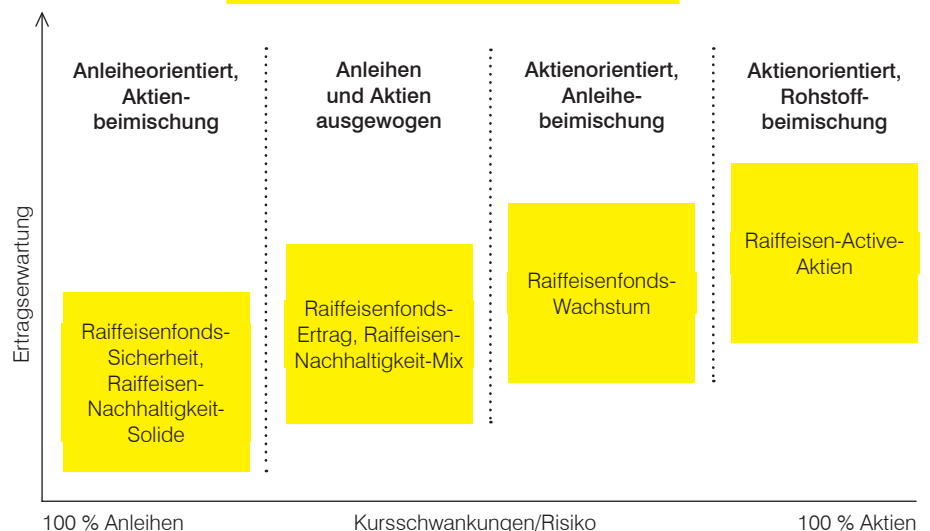 Anleiheorientiert,
Aktien-
beimischung
Anleihen
und Aktien
ausgewogen
Aktienorientiert,
Anleihe-
beimischung
Aktienorientiert,
Rohstoff-
beimischung
Ertragserwartung
Raiffeisenfonds-
Sicherheit,
Raiffeisen-
Nachhaltigkeit-
Solide
Raiffeisenfonds-
Ertrag, Raiffeisen-
Nachhaltigkeit-Mix
Raiffeisenfonds-
Wachstum
Raiffeisen-Active-
Aktien
100 % Anleihen
Kursschwankungen/Risiko
100 % Aktien